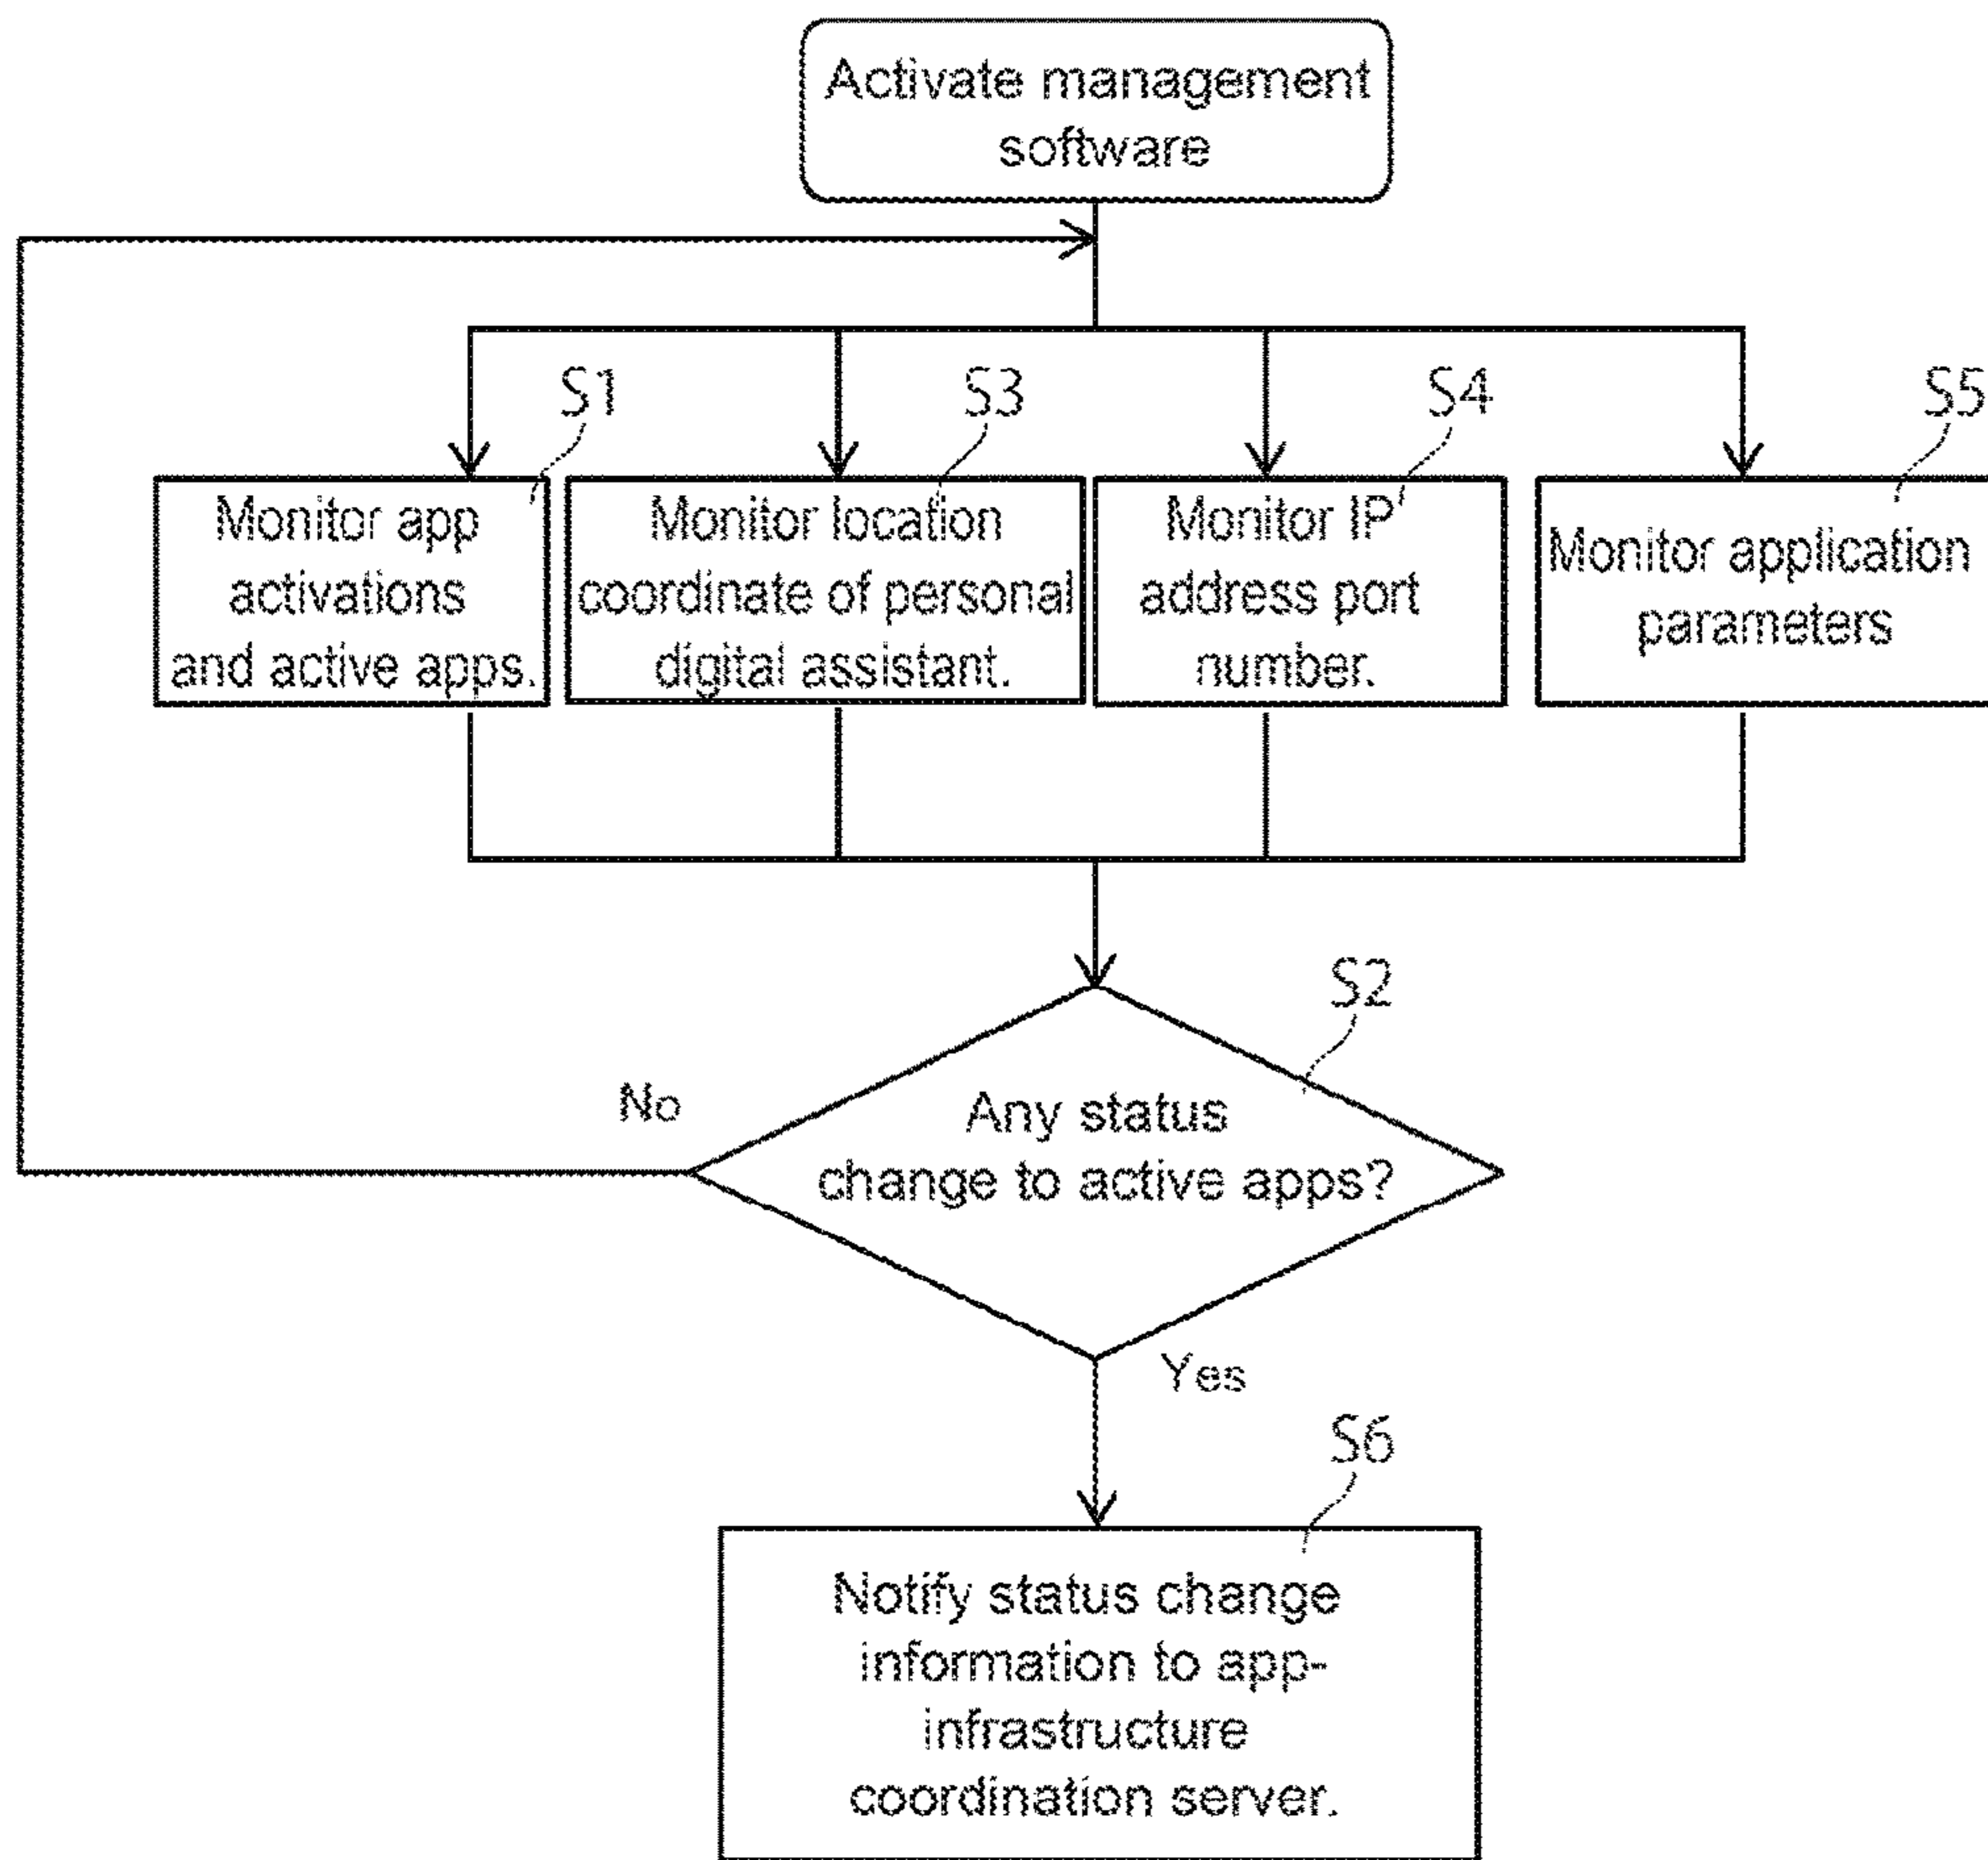 Activate management
software
S1
S3
S4
S5
Monitor app
activations
and active apps.
Monitor location
coordinate of personal
digital assistant.
Monitor IP
address port
number.
Monitor application
parameters
S2
No
Any status
change to active apps?
Yes
S6
Notify status change
information to app-
infrastructure
coordination server.